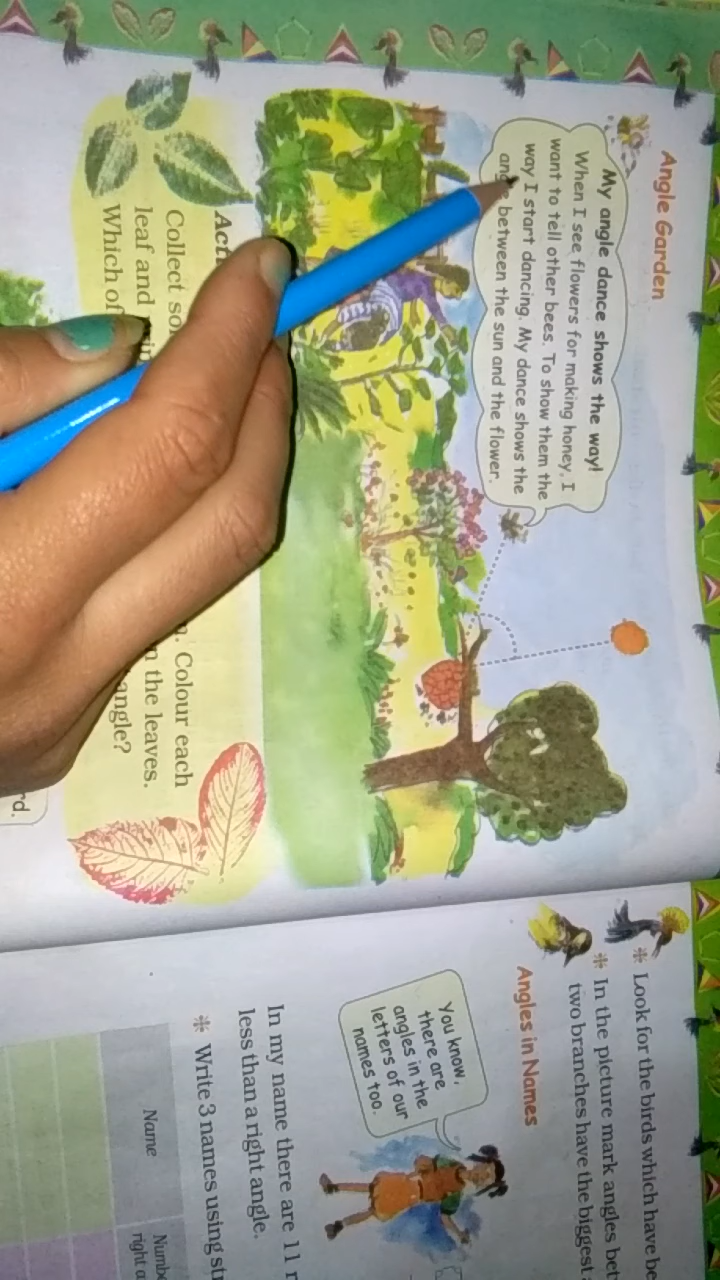 Angle Garden
My angle dance shows the way!
When I see flowers for making honey, I
want to tell other bees. To show them the
way I start dancing. My dance shows the
angle between the sun and the flower.
Collect
leaf and
Which of
Colour each
the leaves.
angle?
Look for the birds which have
In the picture mark angles
two branches have the biggest
Angles in Names
You know,
there are
angles in the
letters of our
names too.
In my name there are 11
less than a right angle.
Write 3 names using
Name
right